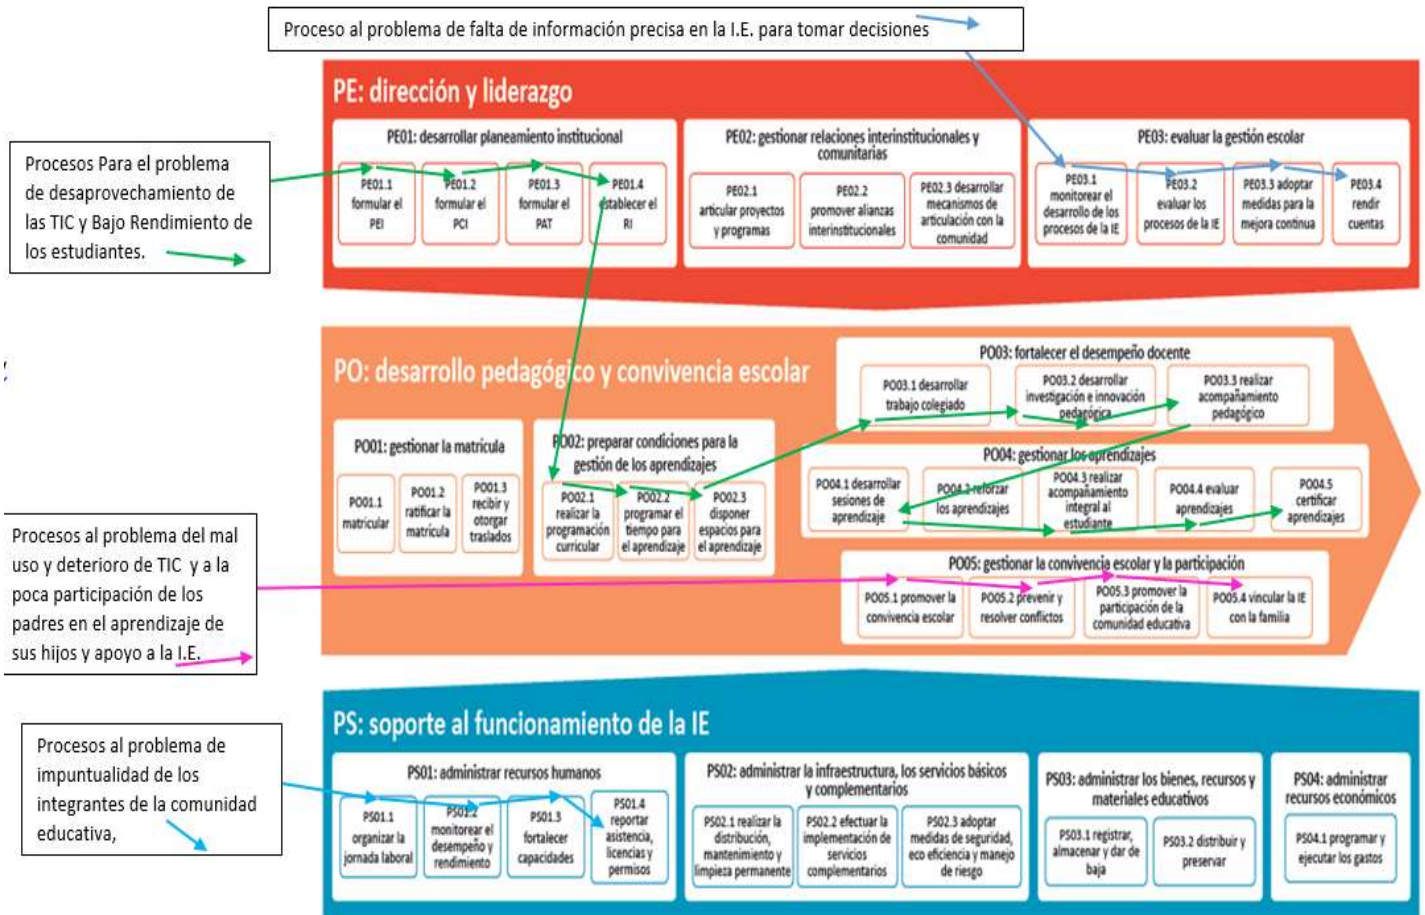 Proceso al problema de falta de información precisa en la I.E. para tomar decisiones
PE: dirección y liderazgo
PE01: desarrollar planeamiento institucional
PE01.1
formular el
PEI
PE01.2
formular el
PCI
PE01.3
formular el
PAT
PE01.4
establecer el
RI
PE02: gestionar relaciones interinstitucionales y
comunitarias
PE02.1
articular proyectos
y programas
PE02.2
promover alianzas
interinstitucionales
PE02.3 desarrollar
mecanismos de
articulación con la
comunidad
PE03: evaluar la gestión escolar
PE03.1
monitorear el
desarrollo de los
procesos de la IE
PE03.2
evaluar los
procesos de la IE
PE03.3 adoptar
medidas para la
mejora continua
PE03.4
rendir
cuentas
Procesos Para el problema
de desaprovechamiento de
las TIC y Bajo Rendimiento de
los estudiantes.
PO: desarrollo pedagógico y convivencia escolar
PO01: gestionar la matricula
PO01.1
matricular
PO01.2
ratificar la
matricula
PO01.3
recibir y
otorgar
traslados
PO02: preparar condiciones para la
gestión de los aprendizajes
PO02.1
realizar la
programación
curricular
PO02.2
programar el
tiempo para
el aprendizaje
PO02.3
disponer
espacios para
el aprendizaje
PO03: fortalecer el desempeño docente
PO03.1 desarrollar
trabajo colegiado
PO03.2 desarrollar
investigación e innovación
pedagógica
PO03.3 realizar
acompañamiento
pedagógico
PO04: gestionar los aprendizajes
PO04.1 desarrollar
sesiones de
aprendizaje
PO04.2 reforzar
los aprendizajes
PO04.3 realizar
acompañamiento
integral al
estudiante
PO04.4 evaluar
aprendizajes
PO04.5
certificar
aprendizajes
PO05: gestionar la convivencia escolar y la participación
PO05.1 promover la
convivencia escolar
PO05.2 prevenir y
resolver conflictos
PO05.3 promover la
participación de la
comunidad educativa
PO05.4 vincular la IE
con la familia
Procesos al problema del mal
uso y deterioro de TIC y a la
poca participación de los
padres en el aprendizaje de
sus hijos y apoyo a la I.E.
PS: soporte al funcionamiento de la IE
PS01: administrar recursos humanos
PS01.1
organizar la
jornada laboral
PS01.2
monitorear el
desempeño y
rendimiento
PS01.3
fortalecer
capacidades
PS01.4
reportar
asistencia,
licencias y
permisos
PS02: administrar la infraestructura, los servicios básicos
y complementarios
PS02.1 realizar la
distribución,
mantenimiento y
limpieza permanente
PS02.2 efectuar la
implementación de
servicios
complementarios
PS02.3 adoptar
medidas de seguridad,
eco eficiencia y manejo
de riesgo
PS03: administrar los bienes, recursos y
materiales educativos
PS03.1 registrar,
almacenar y dar de
baja
PS03.2 distribuir y
preservar
PS04: administrar
recursos económicos
PS04.1 programar y
ejecutar los gastos
Procesos al problema de
impuntualidad de los
integrantes de la comunidad
educativa,